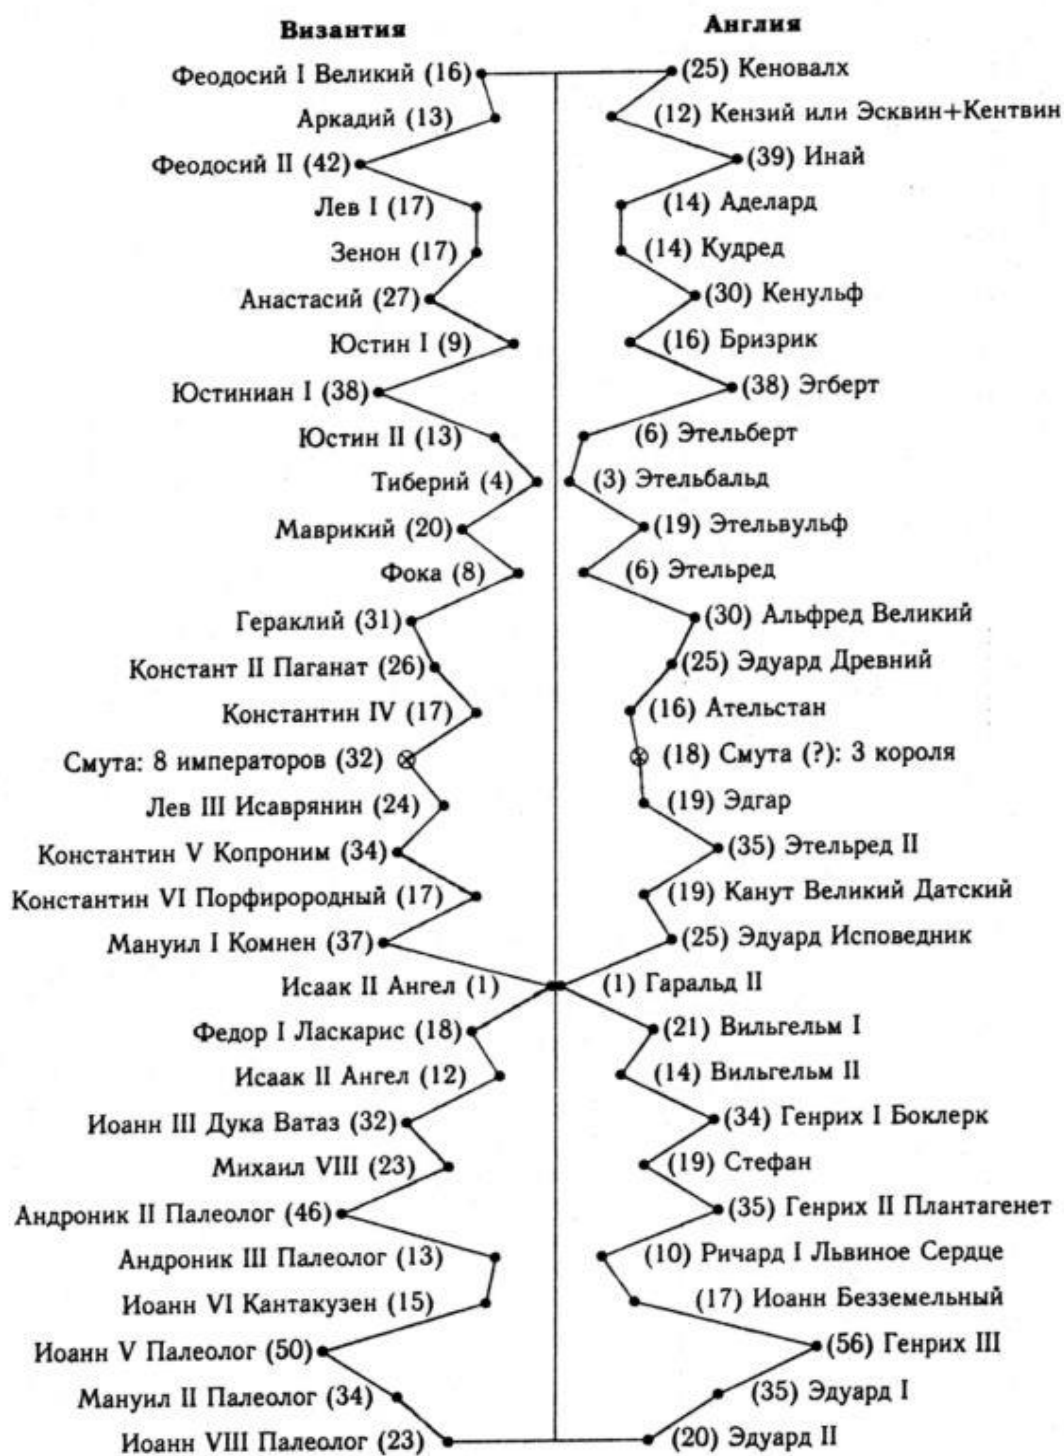 Византия Англия
Феодосий I Великий (16) (25) Кеновалх
Аркадий (13) (12) Кензий или Эсквин+Кентвин
Феодосий II (42) (39) Инай
Лев I (17) (14) Аделард
Зенон (17) (14) Кудред
Анастасий (27) (30) Кенульф
Юстин I (9) (16) Бризрик
Юстиниан I (38) (38) Эгберт
Юстин II (13) (6) Этельберт
Тиберий (4) (3) Этельбальд
Маврикий (20) (19) Этельвульф
Фока (8) (6) Этельред
Гераклий (31) (30) Альфред Великий
Констант II Паганат (26) (25) Эдуард Древний
Константин IV (17) (16) Ательстан
Смута: 8 императоров (32) (18) Смута (?): 3 короля
Лев III Исаврянин (24) (19) Эдгар
Константин V Копроним (34) (35) Этельред II
Константин VI Порфирородный (17) (19) Канут Великий Датский
Мануил I Комнен (37) (25) Эдуард Исповедник
Исаак II Ангел (1) (1) Гаральд II
Федор I Ласкарис (18) (21) Вильгельм I
Исаак II Ангел (12) (14) Вильгельм II
Иоанн III Дука Ватаз (32) (34) Генрих I Боклерк
Михаил VIII (23) (19) Стефан
Андроник II Палеолог (46) (35) Генрих II Плантагенет
Андроник III Палеолог (13) (10) Ричард I Львиное Сердце
Иоанн VI Кантакузен (15) (17) Иоанн Безземельный
Иоанн V Палеолог (50) (56) Генрих III
Мануил II Палеолог (34) (35) Эдуард I
Иоанн VIII Палеолог (23) (20) Эдуард II